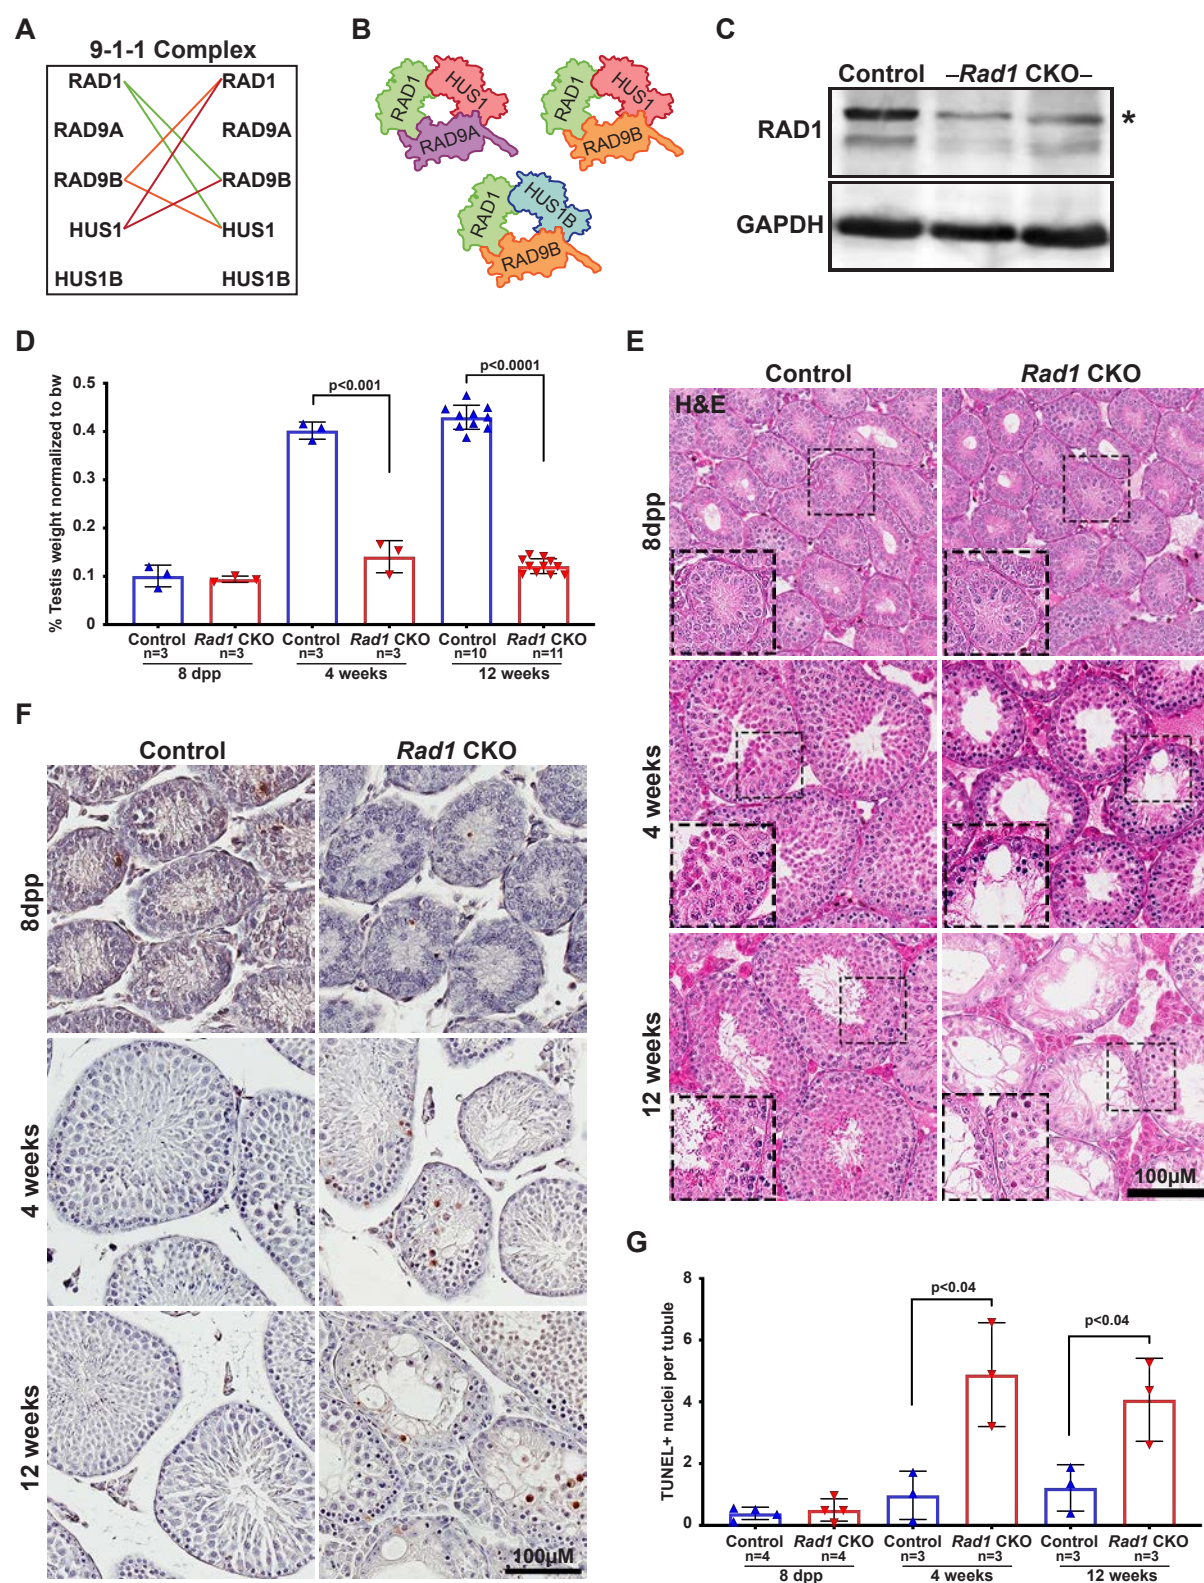 A
9-1-1 Complex
RAD1 RAD1
RAD9A RAD9A
RAD9B RAD9B
HUS1 HUS1
HUS1B HUS1B
B
RAD1 HUS1 RAD9A
RAD1 HUS1 RAD9B
RAD1 HUS1B RAD9B
C
Control –Rad1 CKO–
RAD1 *
GAPDH
D
% Testis weight normalized to bw
0.5
0.4
0.3
0.2
0.1
0
p<0.001
p<0.0001
Control Rad1 CKO Control Rad1 CKO Control Rad1 CKO
n=3 n=3 n=3 n=3 n=10 n=11
8 dpp 4 weeks 12 weeks
E
Control Rad1 CKO
H&E
8dpp
4 weeks
12 weeks
100µM
F
Control Rad1 CKO
8dpp
4 weeks
12 weeks
100µM
G
TUNEL+ nuclei per tubule
8
6
4
2
0
p<0.04
p<0.04
Control Rad1 CKO Control Rad1 CKO Control Rad1 CKO
n=4 n=4 n=3 n=3 n=3 n=3
8 dpp 4 weeks 12 weeks